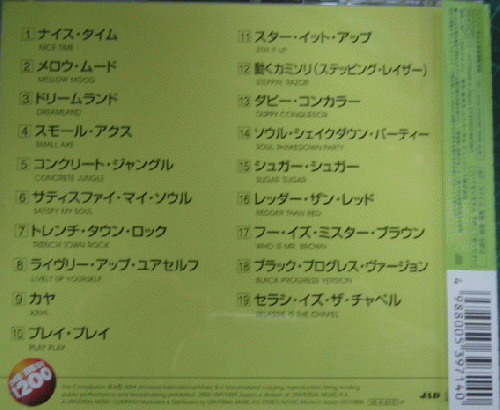 1 ナイス・タイム
NICE TIME
2 メロウ・ムード
MELLOW MOOD
3 ドリームランド
DREAMLAND
4 スモール・アクス
SMALL AXE
5 コンクリート・ジャングル
CONCRETE JUNGLE
6 サティスファイ・マイ・ソウル
SATISFY MY SOUL
7 トレンチ・タウン・ロック
TRENCH TOWN ROCK
8 ライヴリー・アップ・ユアセルフ
LIVELY UP YOURSELF
9 カヤ
KAYA
10 プレイ・プレイ
PLAY PLAY
11 スター・イット・アップ
STIR IT UP
12 動くカミソリ(ステッピング・レイザー)
STEPPIN' RAZOR
13 ダピー・コンカラー
DUPPY CONQUEROR
14 ソウル・シェイクダウン・パーティー
SOUL SHAKEDOWN PARTY
15 シュガー・シュガー
SUGAR SUGAR
16 レッダー・ザン・レッド
REDDER THAN RED
17 フー・イズ・ミスター・ブラウン
WHO IS MR. BROWN
18 ブラック・プログレス・ヴァージョン
BLACK PROGRESS VERSION
19 セラシ・イズ・ザ・チャペル
SELASSIE IS THE CHAPEL
1200
JAD
4 988005 397140